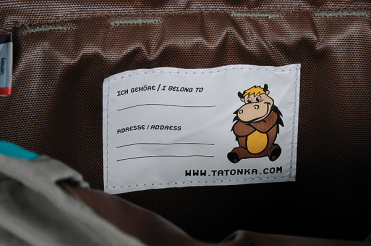 ICH GEHÖRE / I BELONG TO
ADRESSE / ADDRESS
WWW.TATONKA.COM